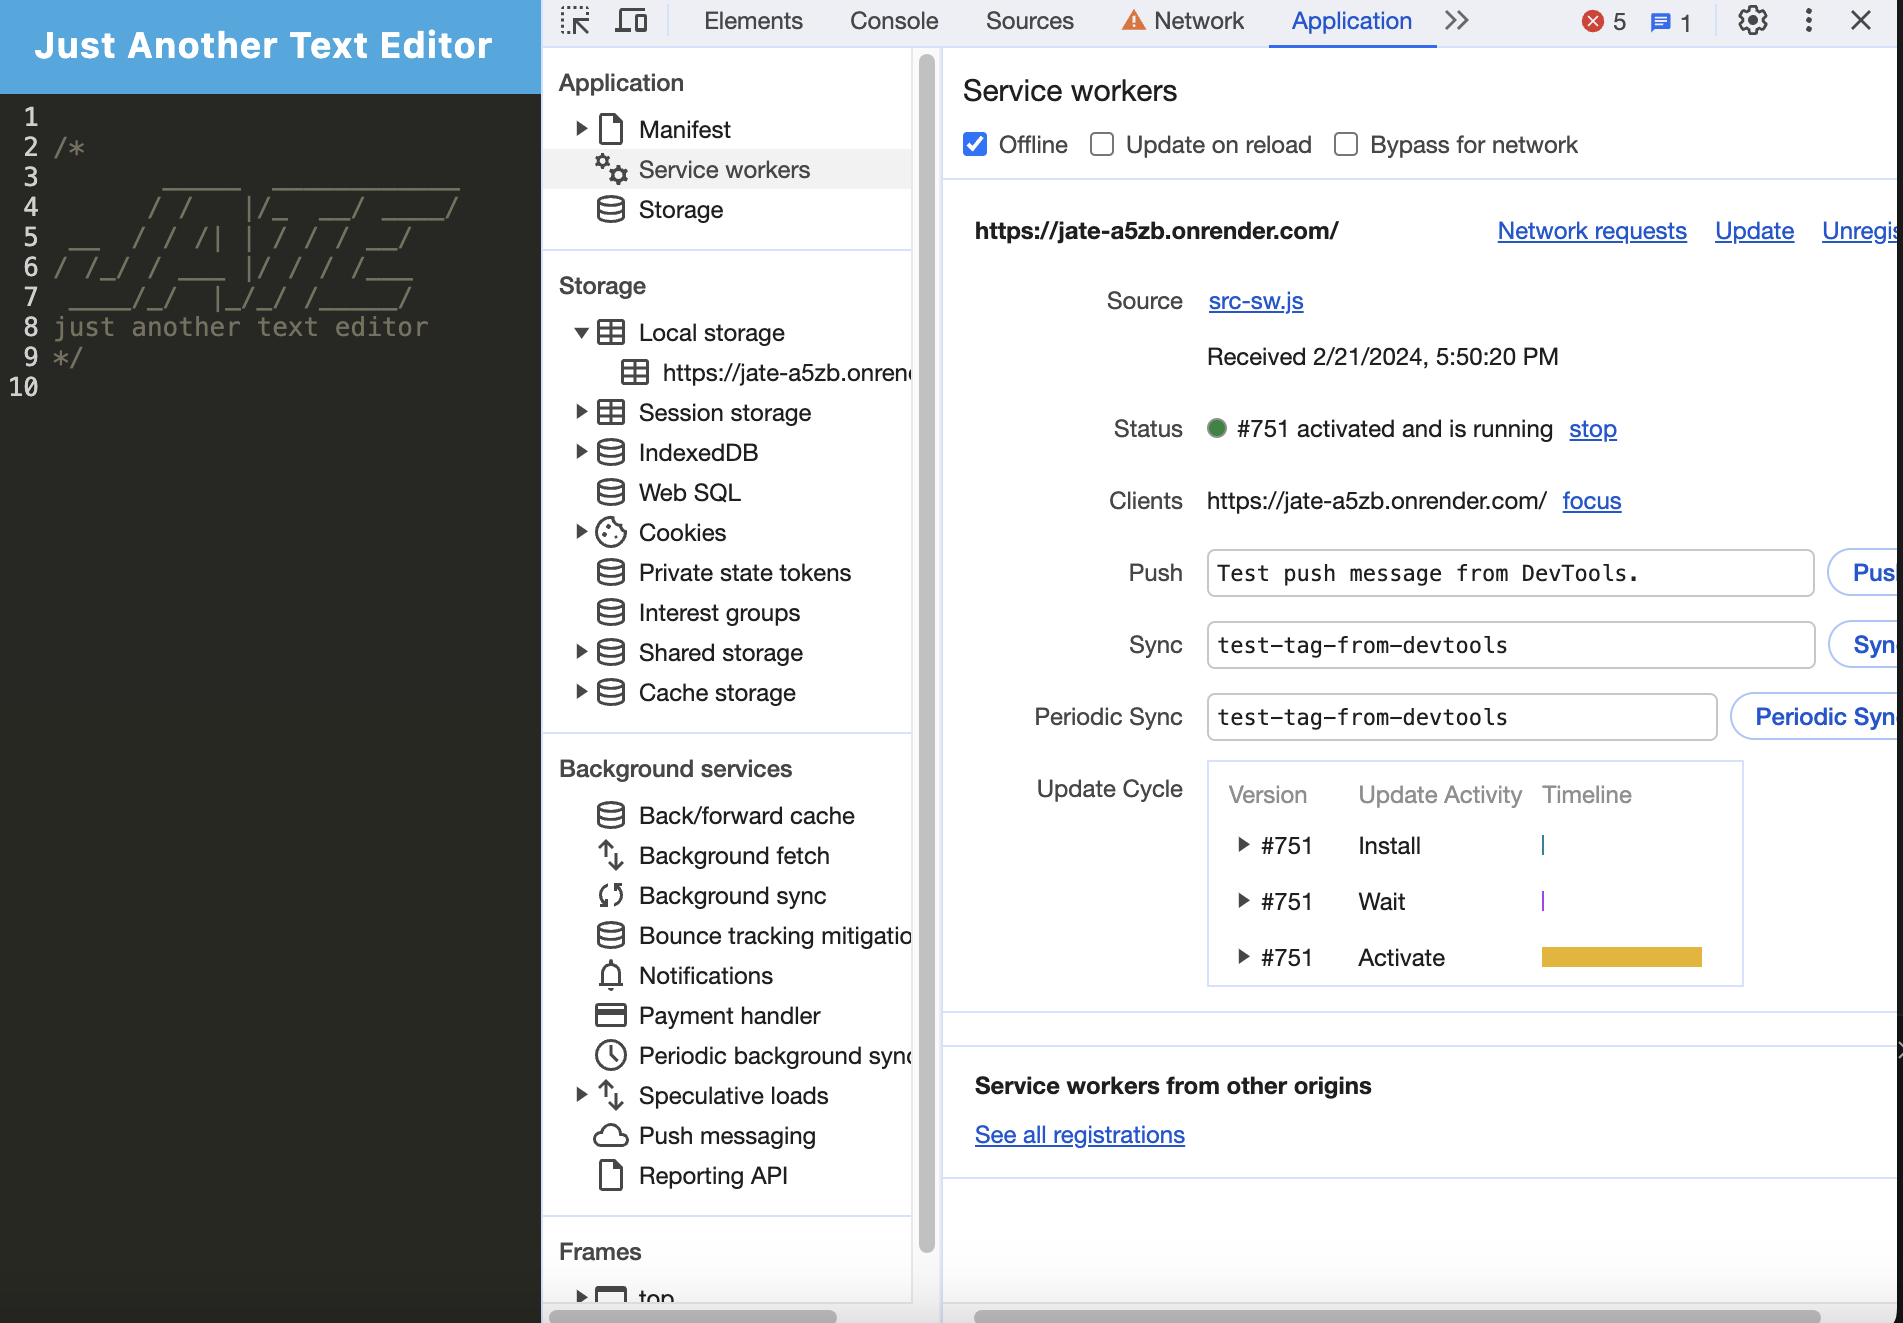 Just Another Text Editor
1
2 /*
3
4
5
6
7
8 just another text editor
9 */
10
Elements Console Sources Network Application 5 1
Application
Manifest
Service workers
Storage
Storage
Local storage
https://jate-a5zb.onren
Session storage
IndexedDB
Web SQL
Cookies
Private state tokens
Interest groups
Shared storage
Cache storage
Background services
Back/forward cache
Background fetch
Background sync
Bounce tracking mitigatio
Notifications
Payment handler
Periodic background sync
Speculative loads
Push messaging
Reporting API
Frames
top
Service workers
Offline Update on reload Bypass for network
https://jate-a5zb.onrender.com/ Network requests Update Unregis
Source src-sw.js
Received 2/21/2024, 5:50:20 PM
Status #751 activated and is running stop
Clients https://jate-a5zb.onrender.com/ focus
Push Test push message from DevTools. Pus
Sync test-tag-from-devtools Syn
Periodic Sync test-tag-from-devtools Periodic Syn
Update Cycle Version Update Activity Timeline
#751 Install
#751 Wait
#751 Activate
Service workers from other origins
See all registrations